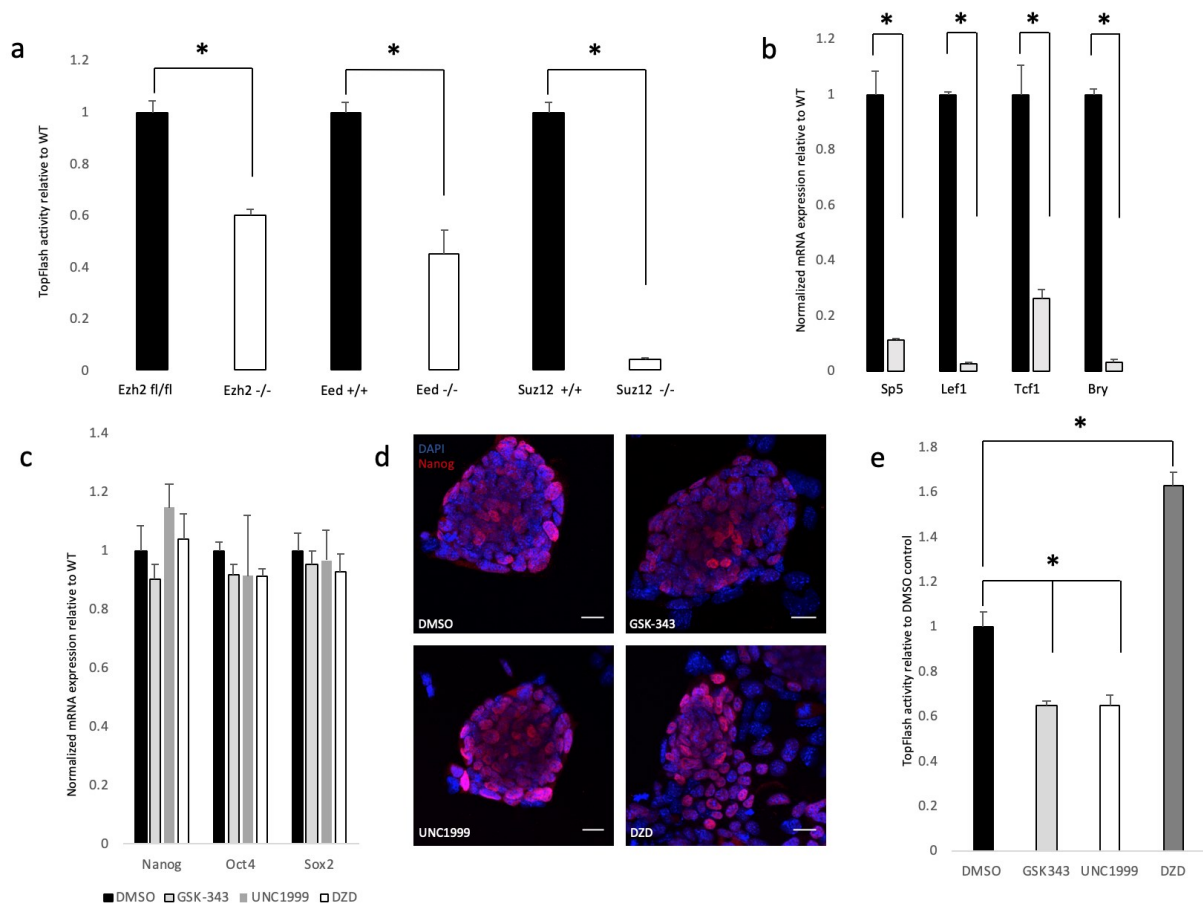 a
TopFlash activity relative to WT
1.2
1
0.8
0.6
0.4
0.2
0
*
*
*
Ezh2 fl/fl Ezh2 -/- Eed +/+ Eed -/- Suz12 +/+ Suz12 -/-
b
Normalized mRNA expression relative to WT
1.2
1
0.8
0.6
0.4
0.2
0
* * * *
Sp5 Lef1 Tcf1 Bry
c
Normalized mRNA expression relative to WT
1.4
1.2
1
0.8
0.6
0.4
0.2
0
Nanog Oct4 Sox2
DMSO GSK-343 UNC1999 DZD
d
DAPI
Nanog
DMSO
GSK-343
UNC1999
DZD
e
TopFlash activity relative to DMSO control
1.8
1.6
1.4
1.2
1
0.8
0.6
0.4
0.2
0
*
*
DMSO GSK343 UNC1999 DZD